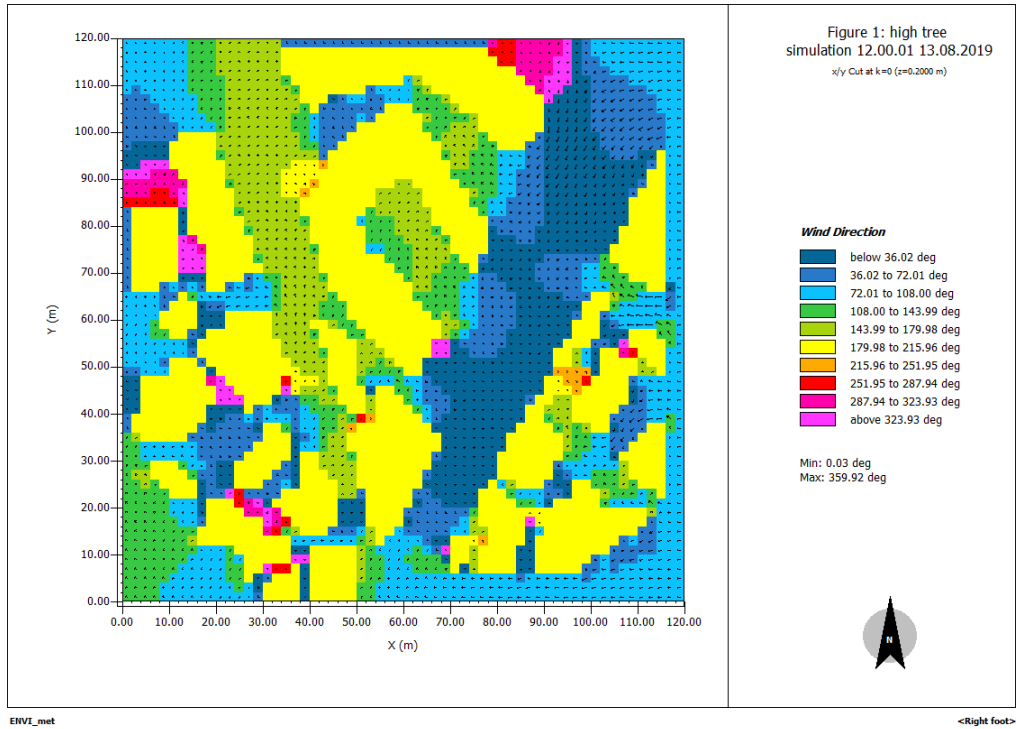 Figure 1: high tree
simulation 12.00.01 13.08.2019
x/y Cut at k=0 (z=0.2000 m)
120.00
110.00
100.00
90.00
80.00
70.00
60.00
50.00
40.00
30.00
20.00
10.00
0.00
Y (m)
0.00 10.00 20.00 30.00 40.00 50.00 60.00 70.00 80.00 90.00 100.00 110.00 120.00
X (m)
Wind Direction
below 36.02 deg
36.02 to 72.01 deg
72.01 to 108.00 deg
108.00 to 143.99 deg
143.99 to 179.98 deg
179.98 to 215.96 deg
215.96 to 251.95 deg
251.95 to 287.94 deg
287.94 to 323.93 deg
above 323.93 deg
Min: 0.03 deg
Max: 359.92 deg
N
ENVI_met
<Right foot>